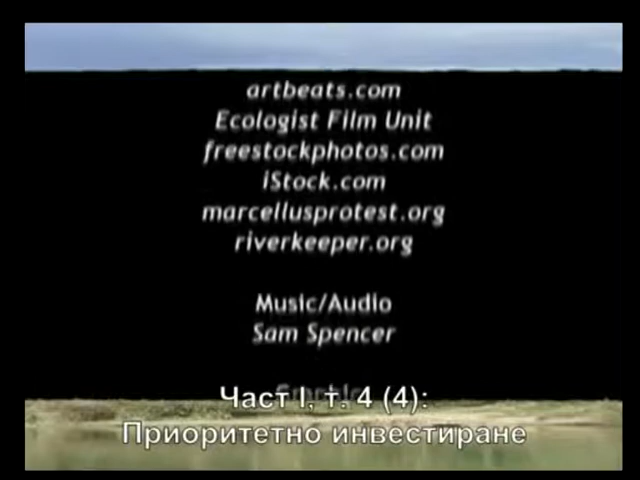 artbeats.com
Ecologist Film Unit
freestockphotos.com
iStock.com
marcellusprotest.org
riverkeeper.org
Music/Audio
Sam Spencer
Част I, т. 4 (4):
Приоритетно инвестиране